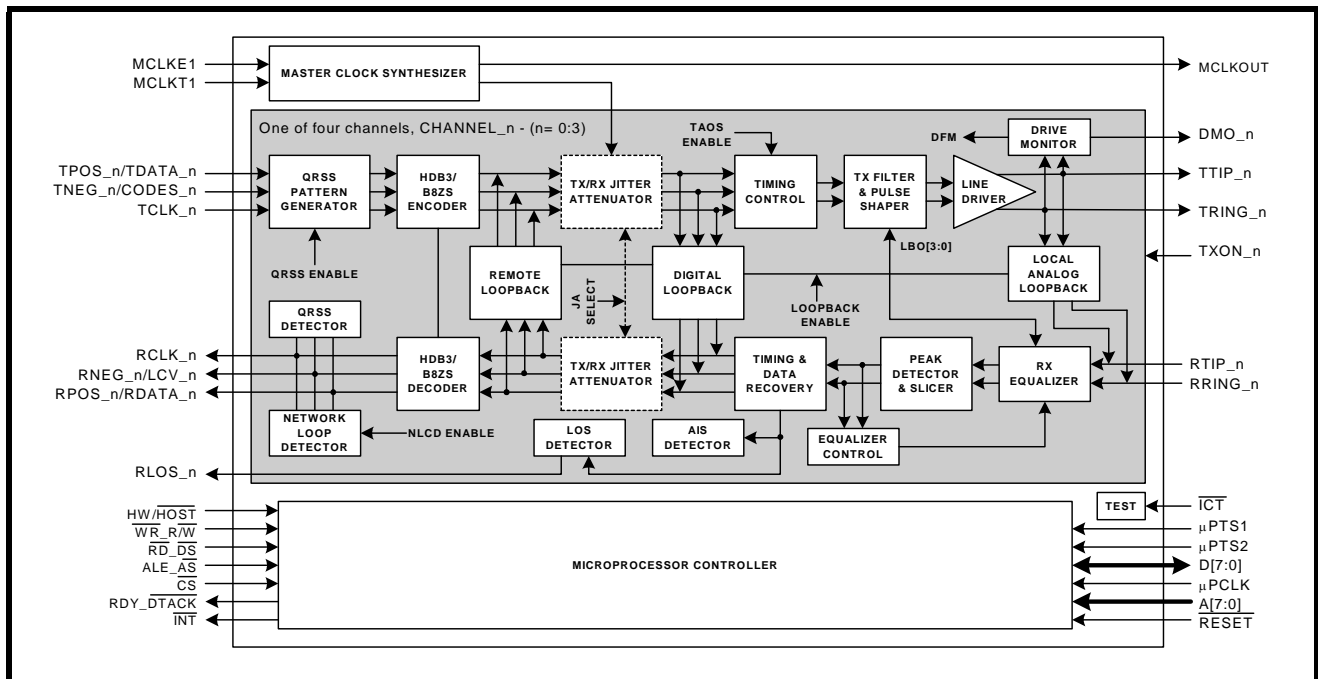 MCLKE1
MCLKT1
MASTER CLOCK SYNTHESIZER
MCLKOUT
One of four channels, CHANNEL_n - (n= 0:3)
TAOS
ENABLE
DFM
DRIVE
MONITOR
DMO_n
TPOS_n/TDATA_n
TNEG_n/CODES_n
TCLK_n
QRSS
PATTERN
GENERATOR
HDB3/
B8ZS
ENCODER
TX/RX JITTER
ATTENUATOR
TIMING
CONTROL
TX FILTER
& PULSE
SHAPER
LINE
DRIVER
TTIP_n
TRING_n
TXON_n
QRSS ENABLE
REMOTE
LOOPBACK
JA
SELECT
DIGITAL
LOOPBACK
LOOPBACK
ENABLE
LBO[3:0]
LOCAL
ANALOG
LOOPBACK
QRSS
DETECTOR
RCLK_n
RNEG_n/LCV_n
RPOS_n/RDATA_n
HDB3/
B8ZS
DECODER
TX/RX JITTER
ATTENUATOR
TIMING &
DATA
RECOVERY
PEAK
DETECTOR
& SLICER
RX
EQUALIZER
RTIP_n
RRING_n
NETWORK
LOOP
DETECTOR
NLCD ENABLE
LOS
DETECTOR
AIS
DETECTOR
EQUALIZER
CONTROL
RLOS_n
TEST
ICT
HW/HOST
WR_R/W
RD_DS
ALE_AS
CS
RDY_DTACK
INT
MICROPROCESSOR CONTROLLER
µPTS1
µPTS2
D[7:0]
µPCLK
A[7:0]
RESET